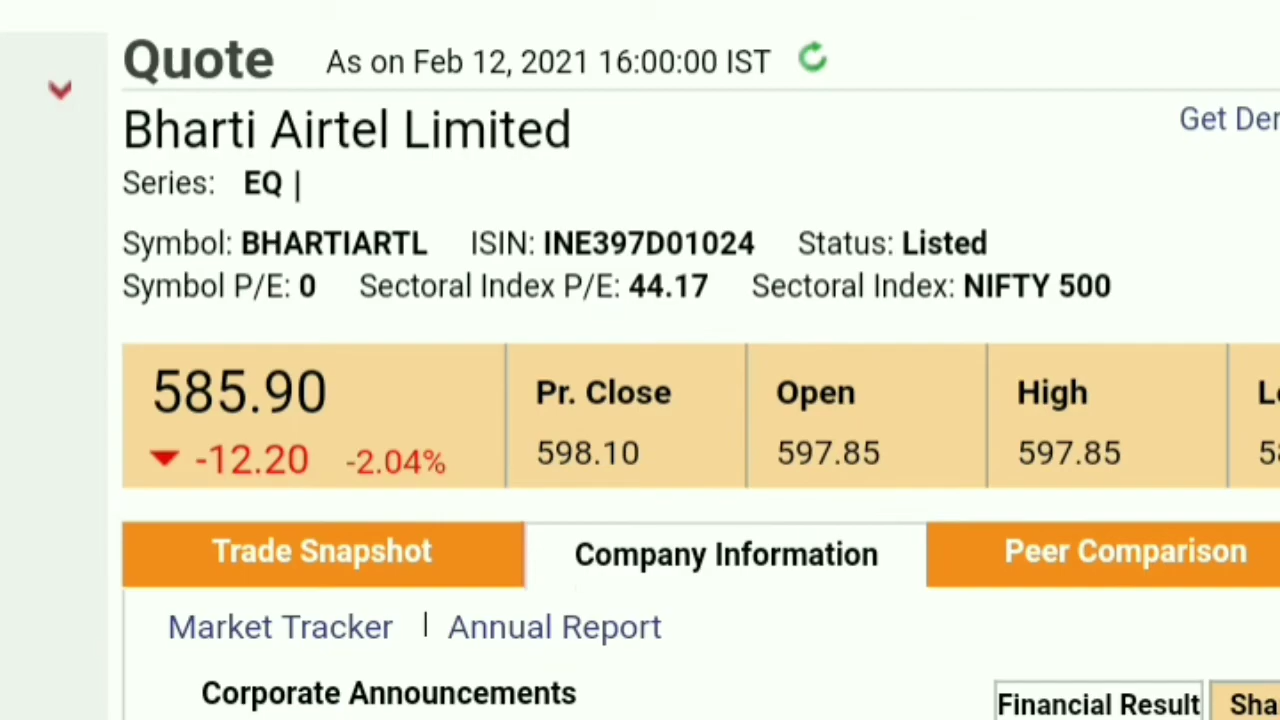 Quote As on Feb 12, 2021 16:00:00 IST
Bharti Airtel Limited
Get
Series: EQ |
Symbol: BHARTIARTL ISIN: INE397D01024 Status: Listed
Symbol P/E: 0 Sectoral Index P/E: 44.17 Sectoral Index: NIFTY 500
585.90 Pr. Close Open High
-12.20 -2.04% 598.10 597.85 597.85
Trade Snapshot Company Information Peer Comparison
Market Tracker | Annual Report
Corporate Announcements
Financial Result